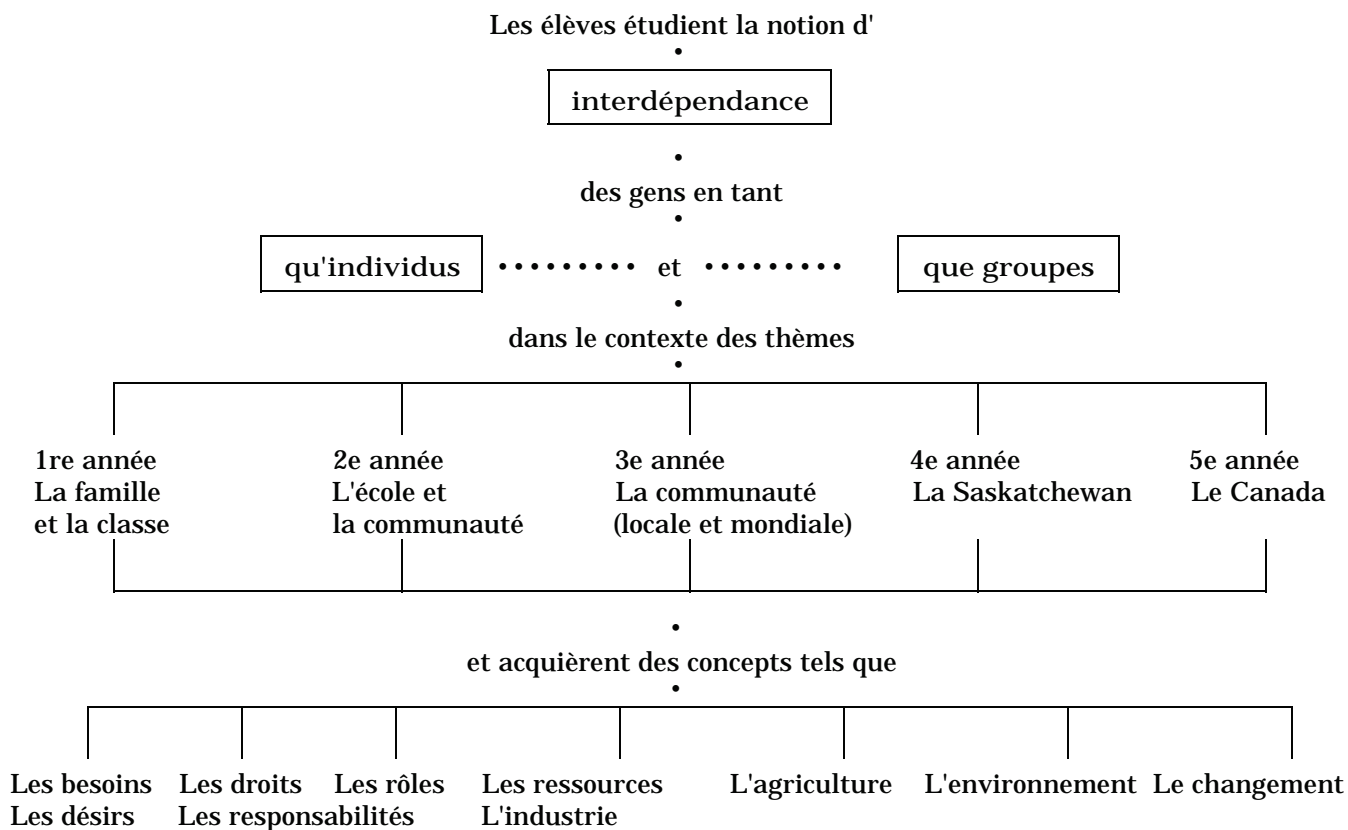 Les élèves étudient la notion d'
interdépendance
des gens en tant
qu'individus ......... et ......... que groupes
dans le contexte des thèmes
1re année
La famille
et la classe
2e année
L'école et
la communauté
3e année
La communauté
(locale et mondiale)
4e année
La Saskatchewan
5e année
Le Canada
et acquièrent des concepts tels que
Les besoins
Les désirs
Les droits
Les responsabilités
Les rôles
Les ressources
L'industrie
L'agriculture
L'environnement
Le changement